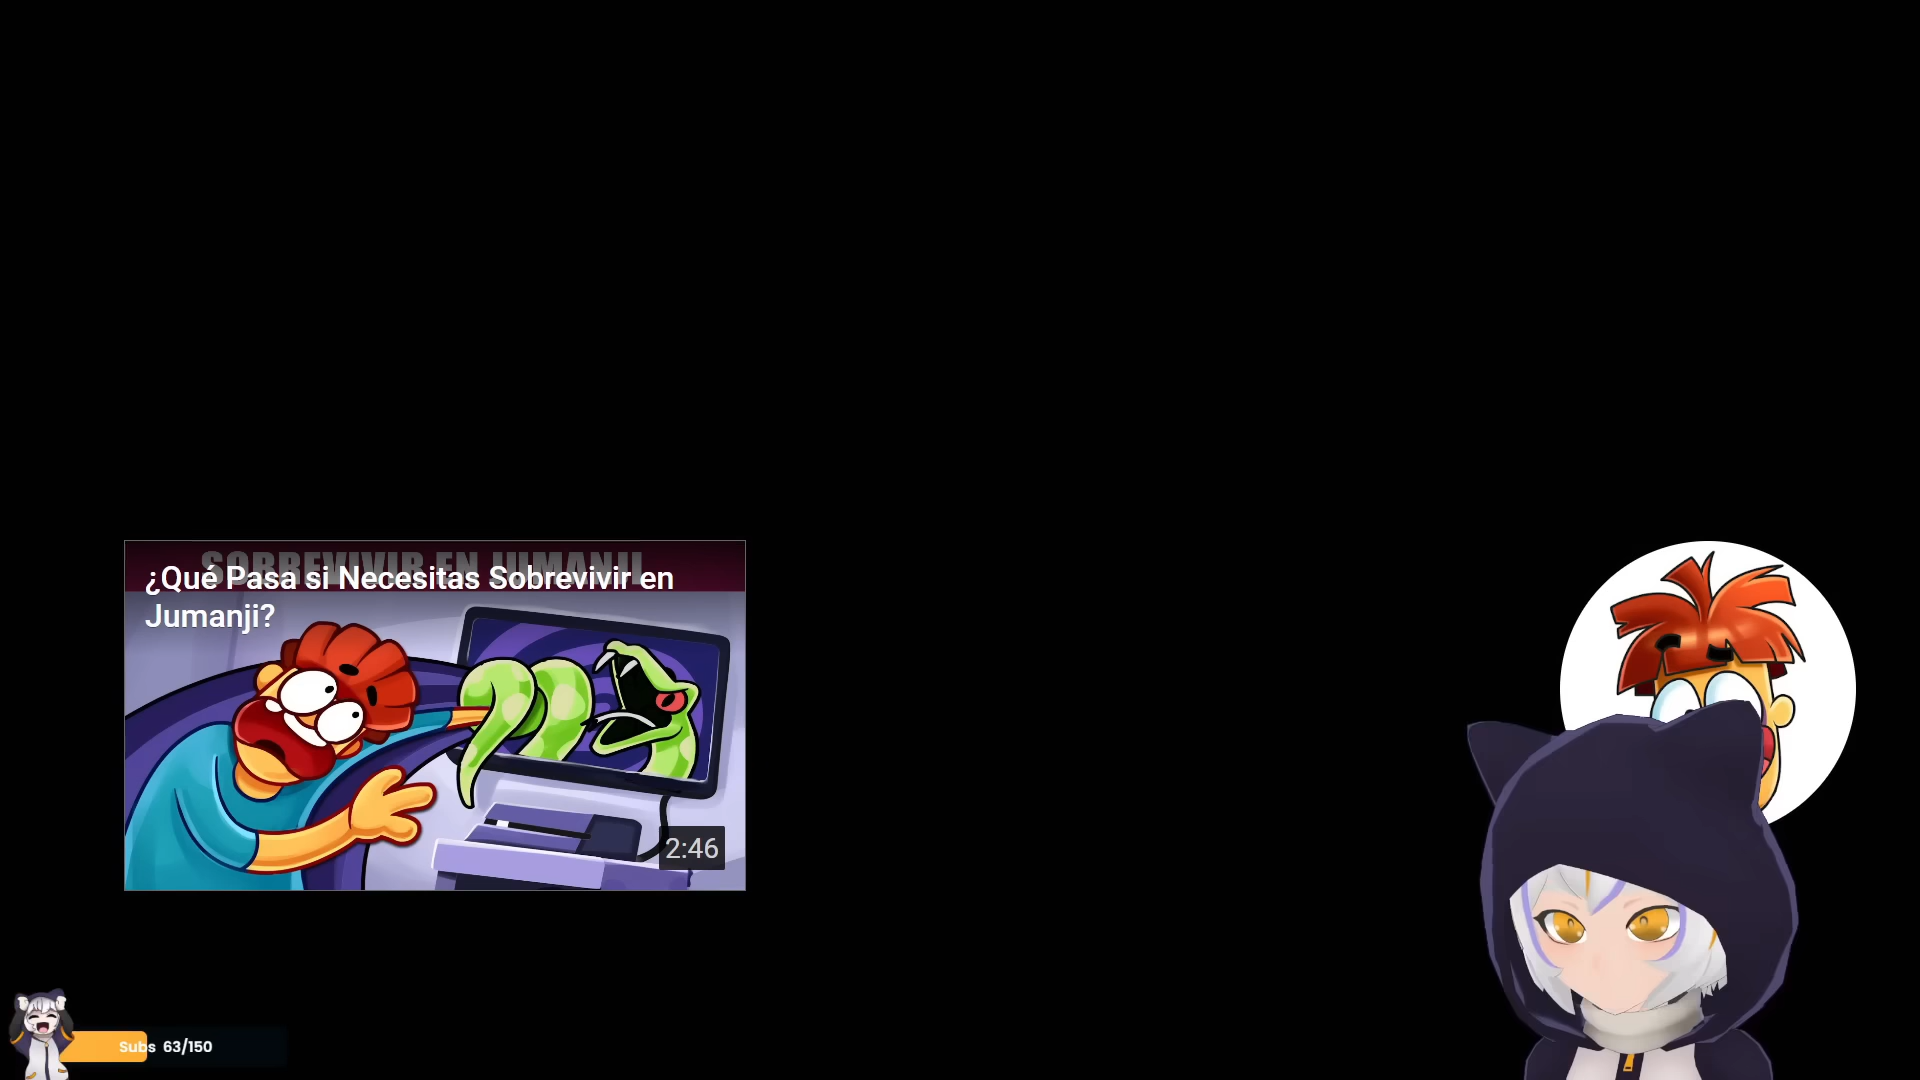 SOBREVIVIR EN JUMANJI
¿Qué Pasa si Necesitas Sobrevivir en
Jumanji?
2:46
Subs 63/150